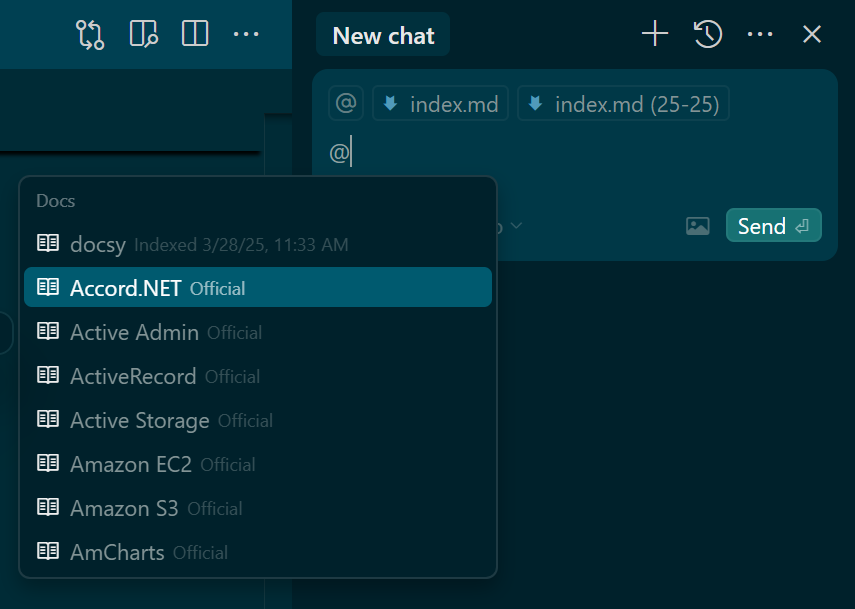 New chat
@ index.md index.md (25-25)
@
Docs
docsy Indexed 3/28/25, 11:33 AM
Send
Accord.NET Official
Active Admin Official
ActiveRecord Official
Active Storage Official
Amazon EC2 Official
Amazon S3 Official
AmCharts Official